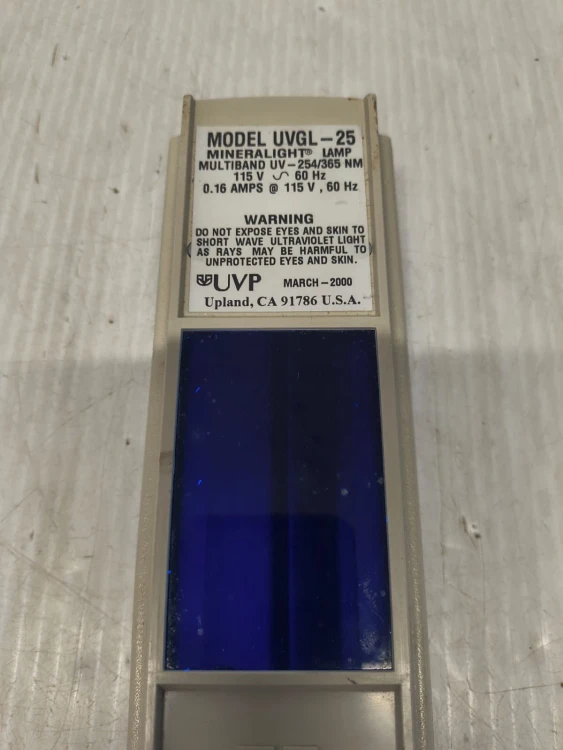 MODEL UVGL-25
MINERALIGHT® LAMP
MULTIBAND UV-254/365 NM
115 V ∿ 60 Hz
0.16 AMPS @ 115 V, 60 Hz
WARNING
DO NOT EXPOSE EYES AND SKIN TO
SHORT WAVE ULTRAVIOLET LIGHT
AS RAYS MAY BE HARMFUL TO
UNPROTECTED EYES AND SKIN.
UVP MARCH-2000
Upland, CA 91786 U.S.A.